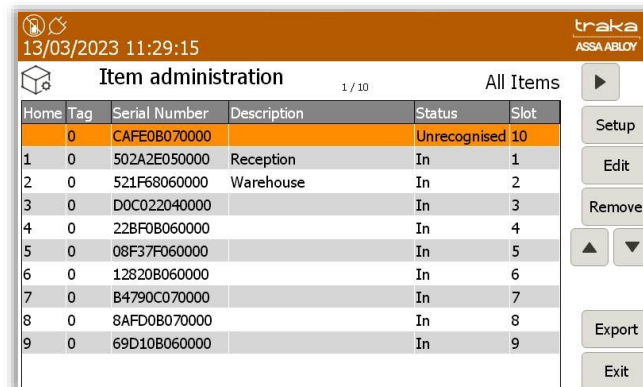 traka
13/03/2023 11:29:15
ASSA ABLOY
Item administration 1 / 10 All Items
Home Tag Serial Number Description Status Slot
0 CAFE0B070000 Unrecognised 10
Setup
1 0 502A2E050000 Reception In 1
Edit
2 0 521F68060000 Warehouse In 2
3 0 D0C022040000 In 3
Remove
4 0 22BF0B060000 In 4
5 0 08F37F060000 In 5
6 0 12820B060000 In 6
7 0 B4790C070000 In 7
8 0 8AFD0B070000 In 8
Export
9 0 69D10B060000 In 9
Exit